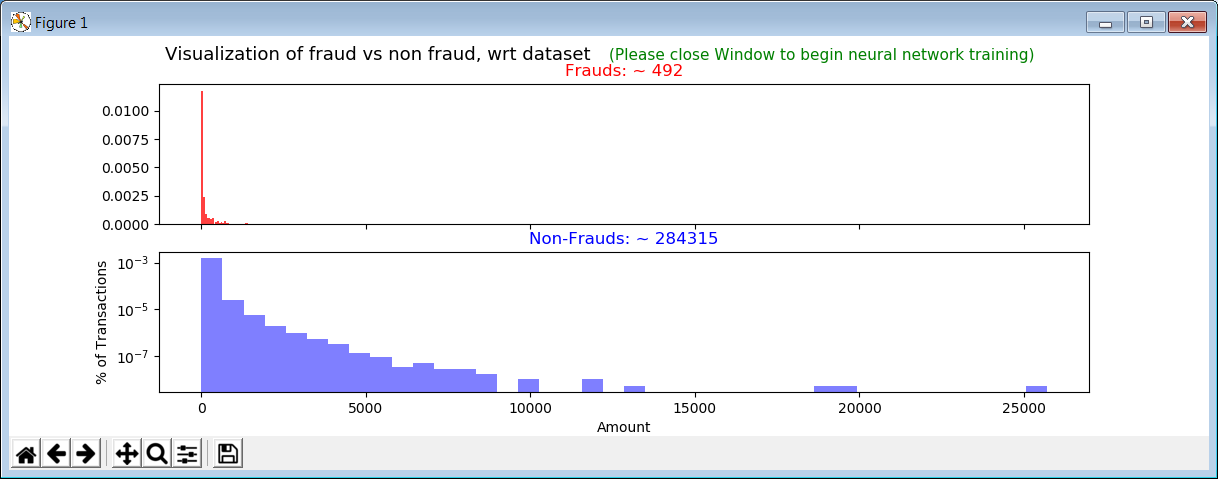 Figure 1
Visualization of fraud vs non fraud, wrt dataset (Please close Window to begin neural network training)
Frauds: ~ 492
0.0100
0.0075
0.0050
0.0025
0.0000
Non-Frauds: ~ 284315
% of Transactions
10⁻³
10⁻⁵
10⁻⁷
0 5000 10000 15000 20000 25000
Amount